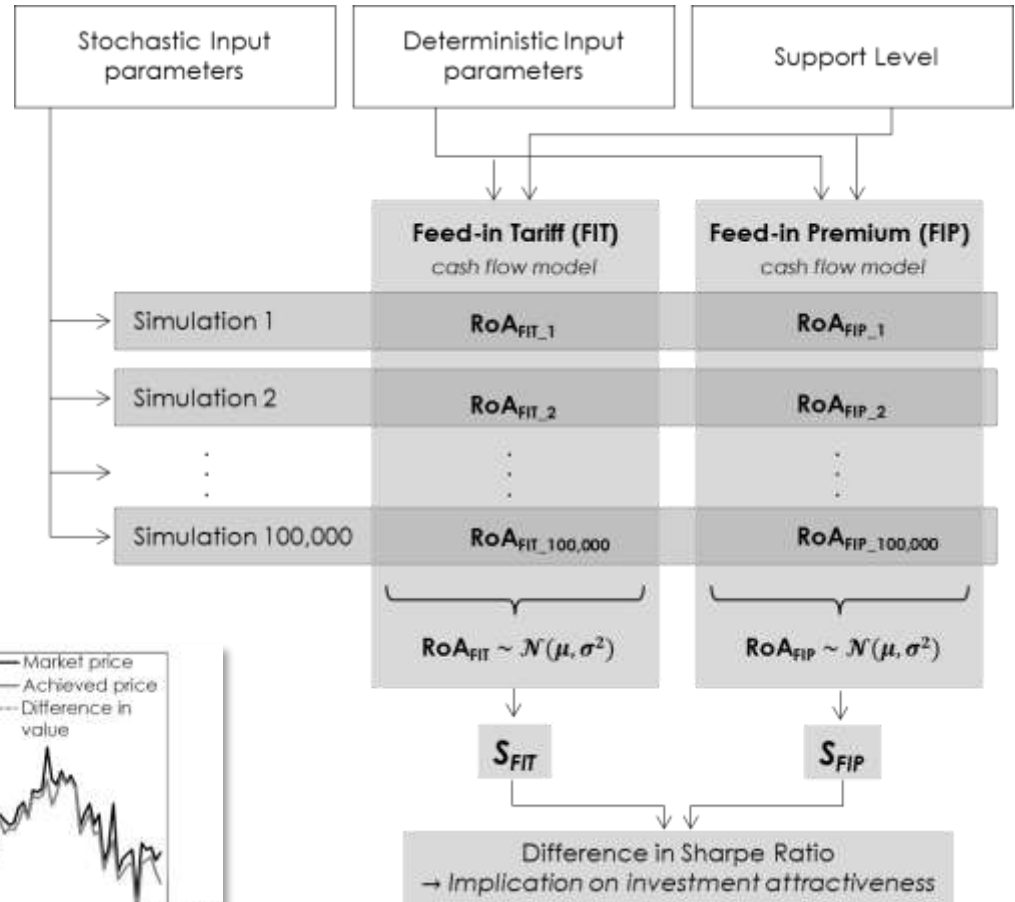 Stochastic Input
parameters
Deterministic Input
parameters
Support Level
Feed-in Tariff (FIT)
cash flow model
Feed-in Premium (FIP)
cash flow model
Simulation 1
RoA_FIT_1
RoA_FIP_1
Simulation 2
RoA_FIT_2
RoA_FIP_2
Simulation 100,000
RoA_FIT_100,000
RoA_FIP_100,000
RoA_FIT ~ 𝒩(μ, σ²)
RoA_FIP ~ 𝒩(μ, σ²)
Market price
Achieved price
Difference in
value
S_FIT
S_FIP
Difference in Sharpe Ratio
→ Implication on investment attractiveness